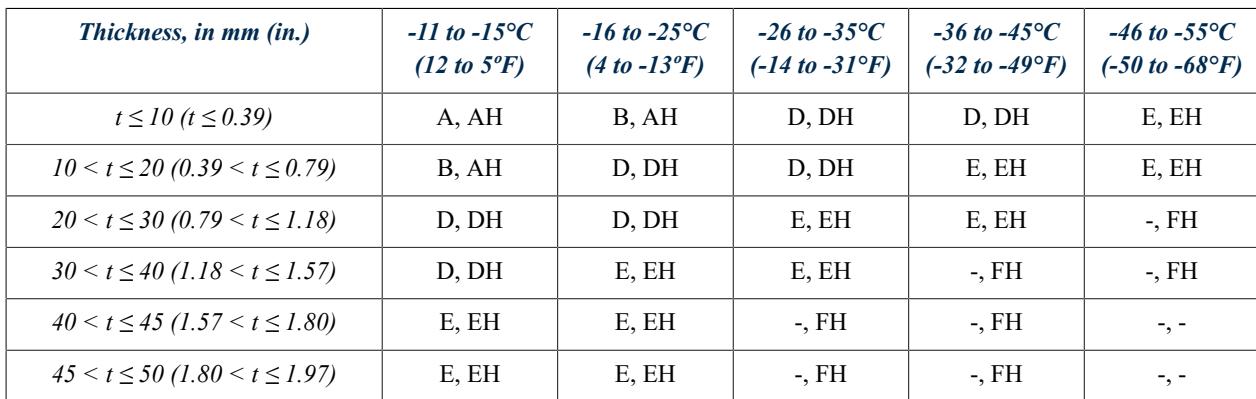 Thickness, in mm (in.) -11 to -15°C -16 to -25°C -26 to -35°C -36 to -45°C -46 to -55°C
(12 to 5ºF) (4 to -13ºF) (-14 to -31°F) (-32 to -49°F) (-50 to -68°F)
t ≤ 10 (t ≤ 0.39) A, AH B, AH D, DH D, DH E, EH
10 < t ≤ 20 (0.39 < t ≤ 0.79) B, AH D, DH D, DH E, EH E, EH
20 < t ≤ 30 (0.79 < t ≤ 1.18) D, DH D, DH E, EH E, EH -, FH
30 < t ≤ 40 (1.18 < t ≤ 1.57) D, DH E, EH E, EH -, FH -, FH
40 < t ≤ 45 (1.57 < t ≤ 1.80) E, EH E, EH -, FH -, FH -, -
45 < t ≤ 50 (1.80 < t ≤ 1.97) E, EH E, EH -, FH -, FH -, -